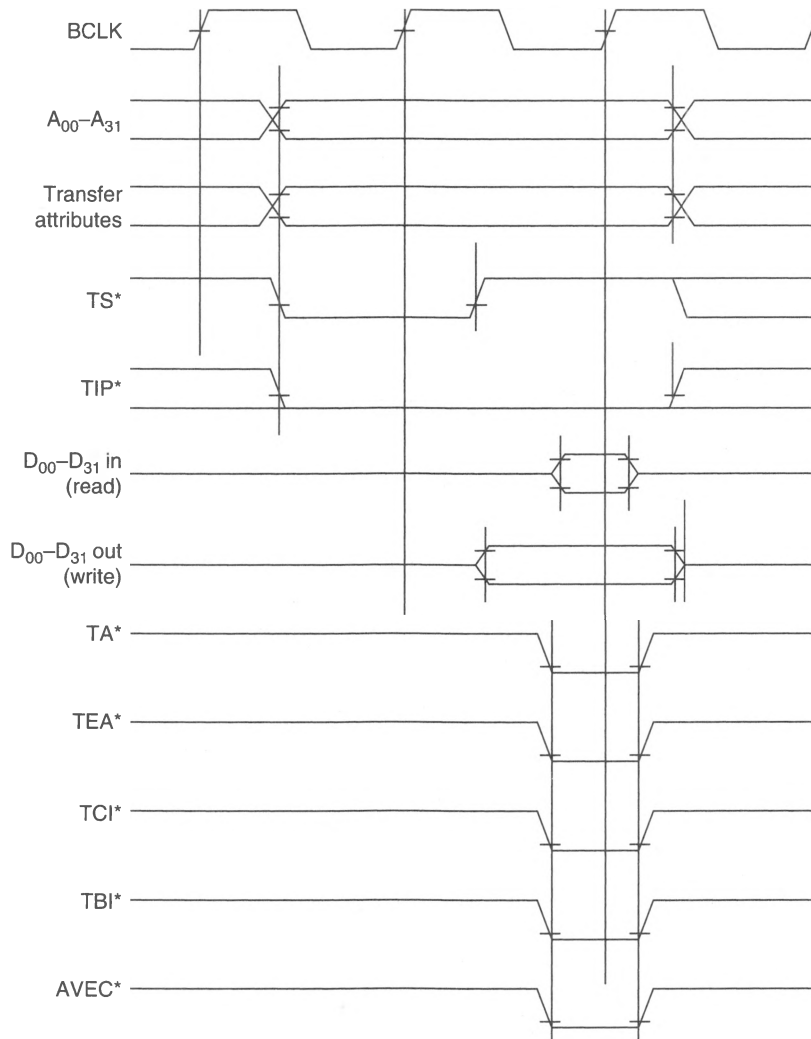 BCLK
A₀₀–A₃₁
Transfer
attributes
TS*
TIP*
D₀₀–D₃₁ in
(read)
D₀₀–D₃₁ out
(write)
TA*
TEA*
TCI*
TBI*
AVEC*